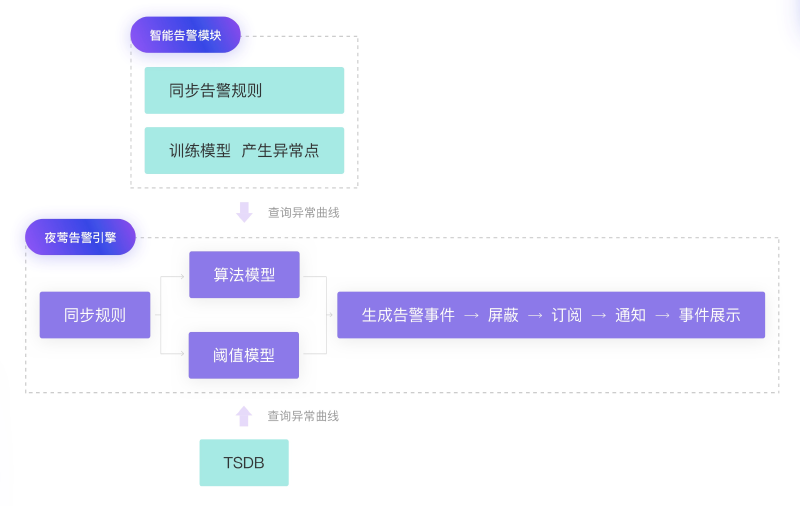 智能告警模块
同步告警规则
训练模型 产生异常点
查询异常曲线
夜莺告警引擎
算法模型
同步规则
生成告警事件 → 屏蔽 → 订阅 → 通知 → 事件展示
阈值模型
查询异常曲线
TSDB